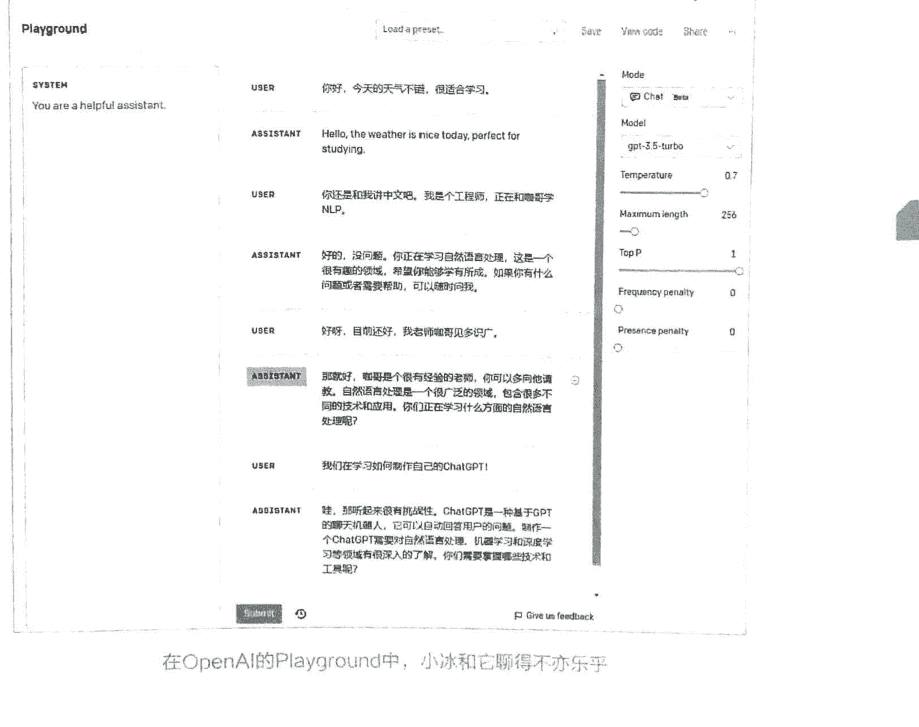 Playground
Load a preset...
Save
View code
Share
SYSTEM
You are a helpful assistant.
USER
你好，今天的天气不错，很适合学习。
ASSISTANT
Hello, the weather is nice today, perfect for
studying.
USER
你还是和我讲中文吧。我是个工程师，正在和咖哥学
NLP。
ASSISTANT
好的，没问题。你正在学习自然语言处理，这是一个
很有趣的领域，希望你能够学有所成。如果你有什么
问题或者需要帮助，可以随时问我。
USER
好呀，目前还好，我老师咖哥见多识广。
ASSISTANT
那就好，咖哥是个很有经验的老师，你可以多向他请
教。自然语言处理是一个很广泛的领域，包含很多不
同的技术和应用。你们正在学习什么方面的自然语言
处理呢？
USER
我们在学习如何制作自己的ChatGPT!
ASSISTANT
哇，那听起来很有挑战性。ChatGPT是一种基于GPT
的聊天机器人，它可以自动回答用户的问题。制作一
个ChatGPT需要对自然语言处理、机器学习和深度学
习等领域有很深入的了解。你们需要掌握哪些技术和
工具呢？
Submit
Give us feedback
Mode
Chat Beta
Model
gpt-3.5-turbo
Temperature 0.7
Maximum length 256
Top P 1
Frequency penalty 0
Presence penalty 0
在OpenAI的Playground中，小冰和它聊得不亦乐乎